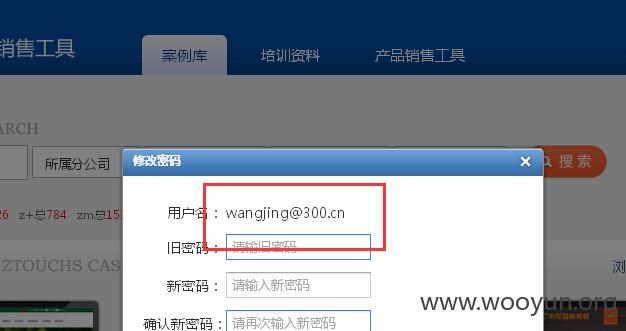 销售工具
案例库 培训资料 产品销售工具
ARCH
所属分公司 搜 索
修改密码
26 z+总784 zm总15
用户名： wangjing@300.cn
旧密码： 请输旧密码
ZTOUCHS CAS 浏
新密码： 请输入新密码
确认新密码： 请再次输入新密码
www.wooyun.org